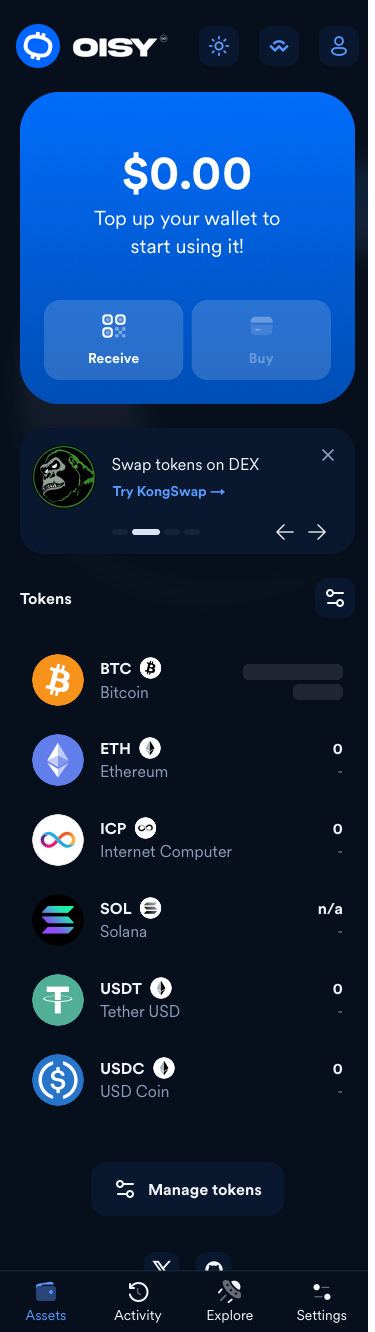 OISY
$0.00
Top up your wallet to
start using it!
Receive
Buy
Swap tokens on DEX
Try KongSwap →
Tokens
BTC
Bitcoin
ETH
0
Ethereum
-
ICP
0
Internet Computer
-
SOL
n/a
Solana
-
USDT
0
Tether USD
-
USDC
0
USD Coin
-
Manage tokens
Assets
Activity
Explore
Settings